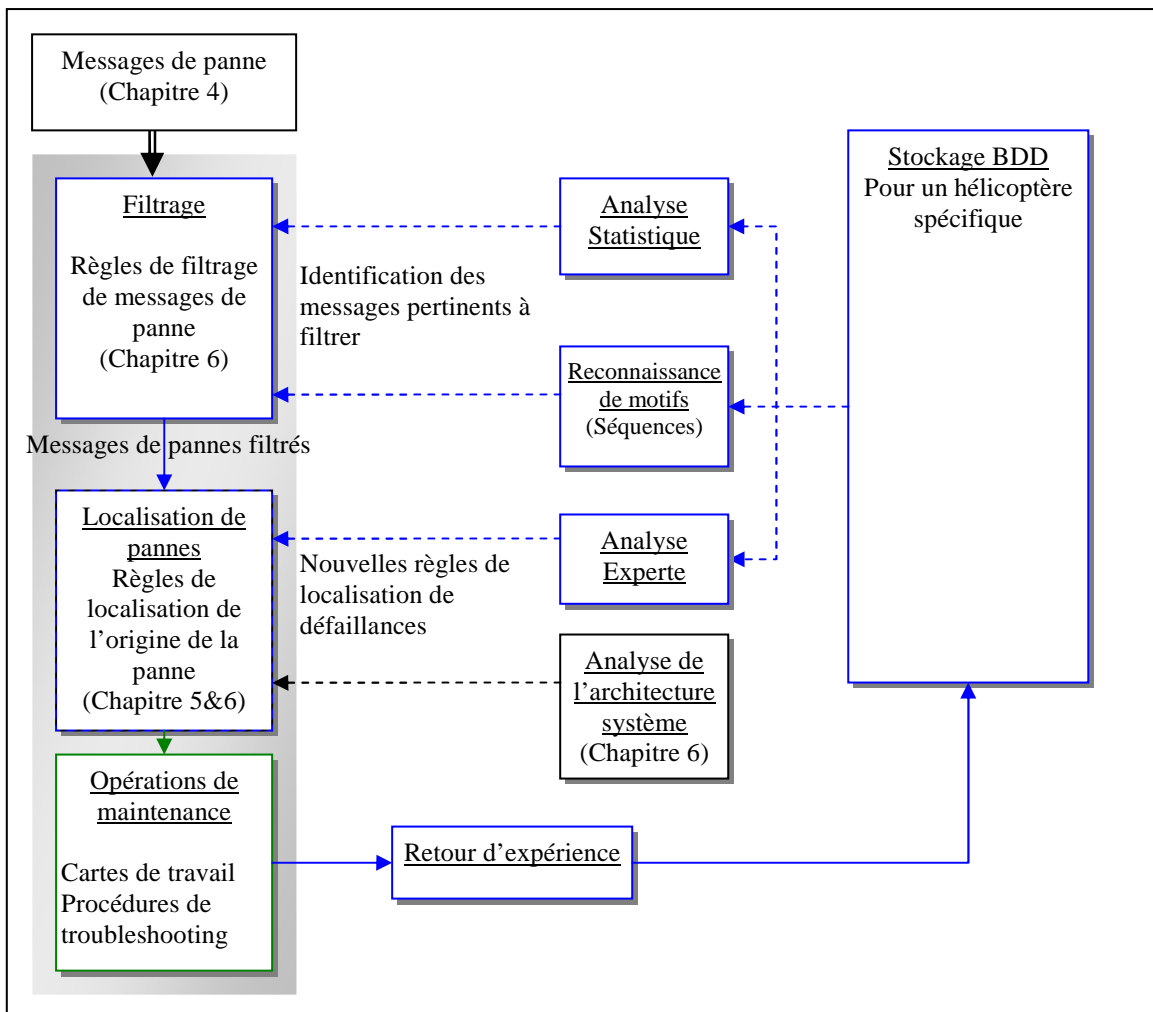 Messages de panne
(Chapitre 4)
Filtrage
Règles de filtrage
de messages de
panne
(Chapitre 6)
Messages de pannes filtrés
Localisation de
pannes
Règles de
localisation de
l’origine de la
panne
(Chapitre 5&6)
Opérations de
maintenance
Cartes de travail
Procédures de
troubleshooting
Identification des
messages pertinents à
filtrer
Nouvelles règles de
localisation de
défaillances
Analyse
Statistique
Reconnaissance
de motifs
(Séquences)
Analyse
Experte
Analyse de
l’architecture
système
(Chapitre 6)
Retour d’expérience
Stockage BDD
Pour un hélicoptère
spécifique